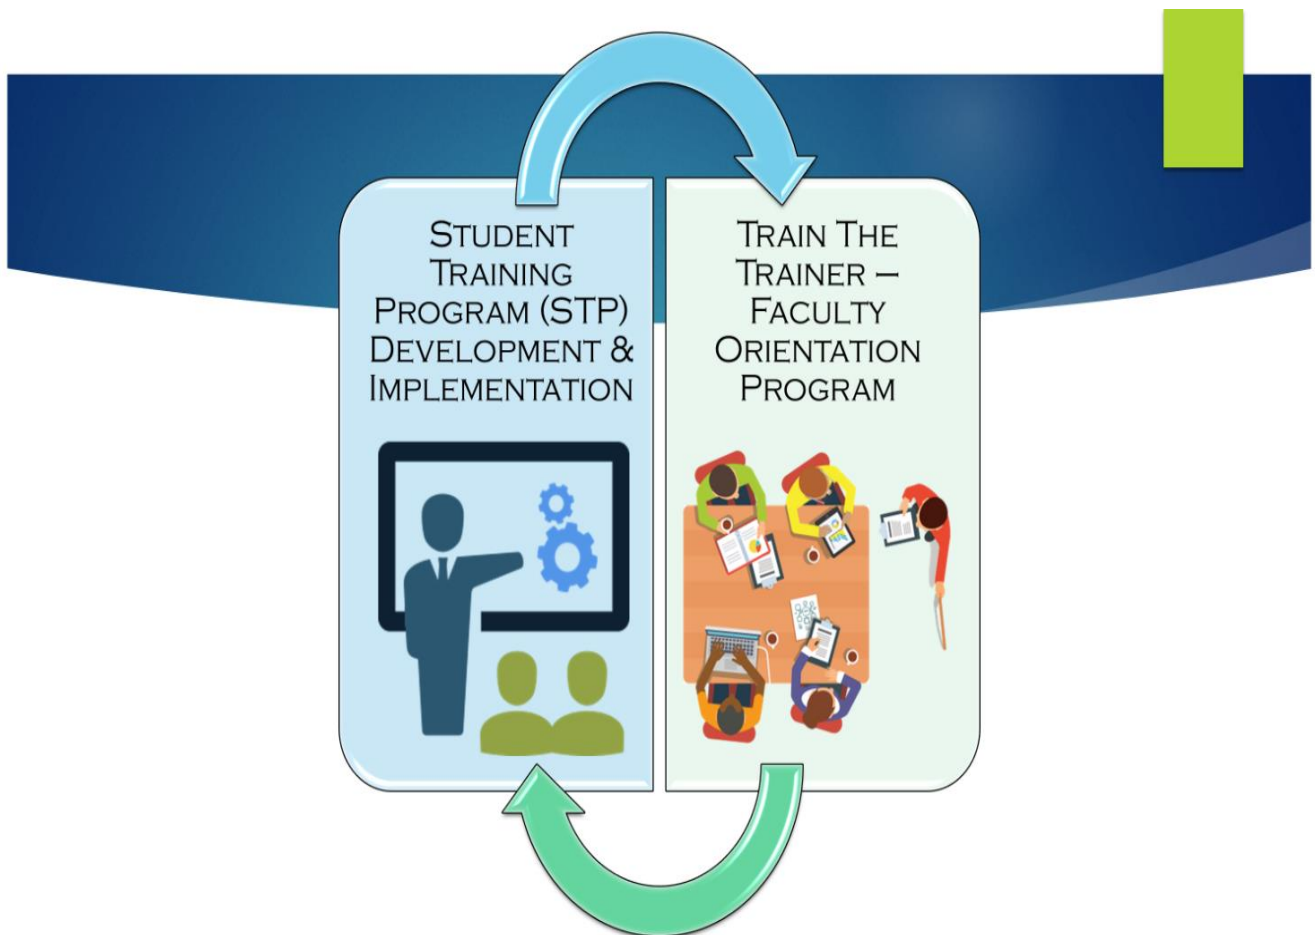 STUDENT
TRAINING
PROGRAM (STP)
DEVELOPMENT &
IMPLEMENTATION
TRAIN THE
TRAINER –
FACULTY
ORIENTATION
PROGRAM